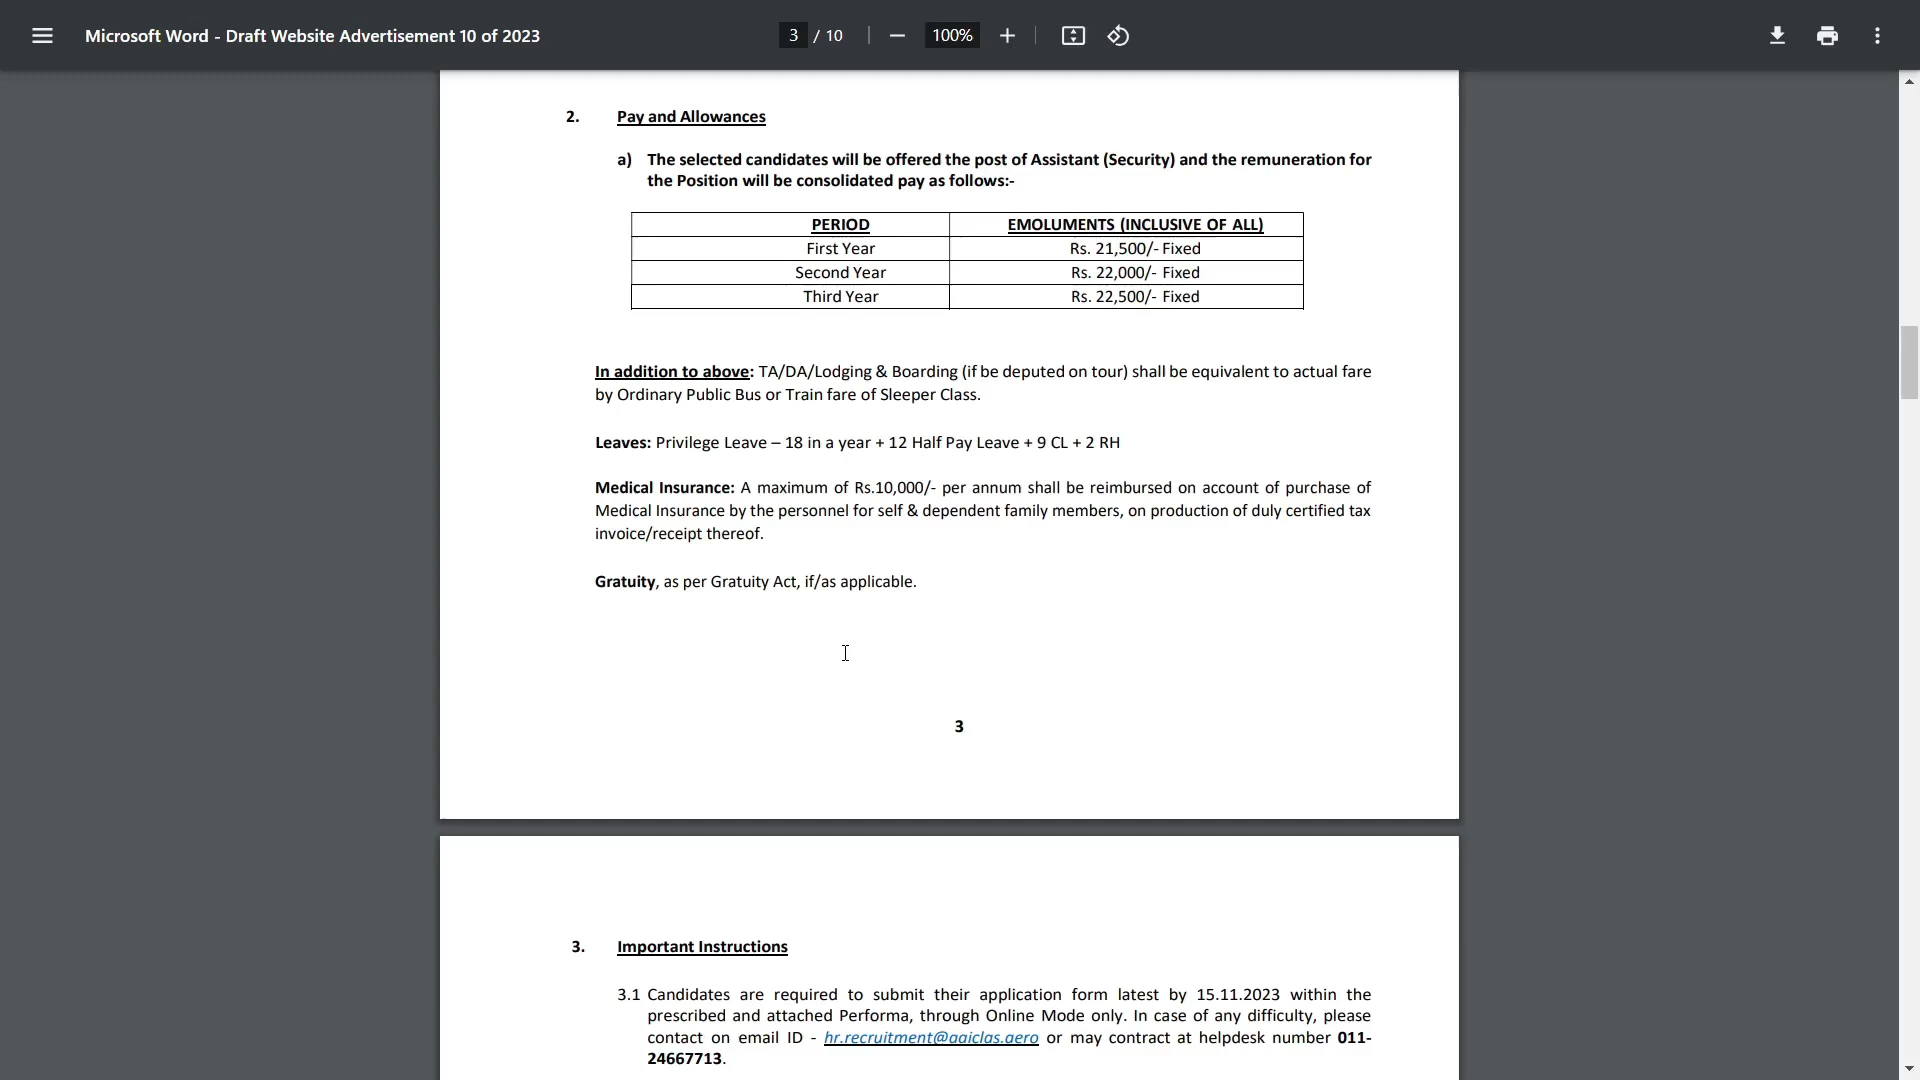 Microsoft Word - Draft Website Advertisement 10 of 2023
3 / 10
100%
2. Pay and Allowances
a) The selected candidates will be offered the post of Assistant (Security) and the remuneration for
the Position will be consolidated pay as follows:-
PERIOD EMOLUMENTS (INCLUSIVE OF ALL)
First Year Rs. 21,500/- Fixed
Second Year Rs. 22,000/- Fixed
Third Year Rs. 22,500/- Fixed
In addition to above: TA/DA/Lodging & Boarding (if be deputed on tour) shall be equivalent to actual fare
by Ordinary Public Bus or Train fare of Sleeper Class.
Leaves: Privilege Leave – 18 in a year + 12 Half Pay Leave + 9 CL + 2 RH
Medical Insurance: A maximum of Rs.10,000/- per annum shall be reimbursed on account of purchase of
Medical Insurance by the personnel for self & dependent family members, on production of duly certified tax
invoice/receipt thereof.
Gratuity, as per Gratuity Act, if/as applicable.
3
3. Important Instructions
3.1 Candidates are required to submit their application form latest by 15.11.2023 within the
prescribed and attached Performa, through Online Mode only. In case of any difficulty, please
contact on email ID - hr.recruitment@aaiclas.aero or may contract at helpdesk number 011-
24667713.